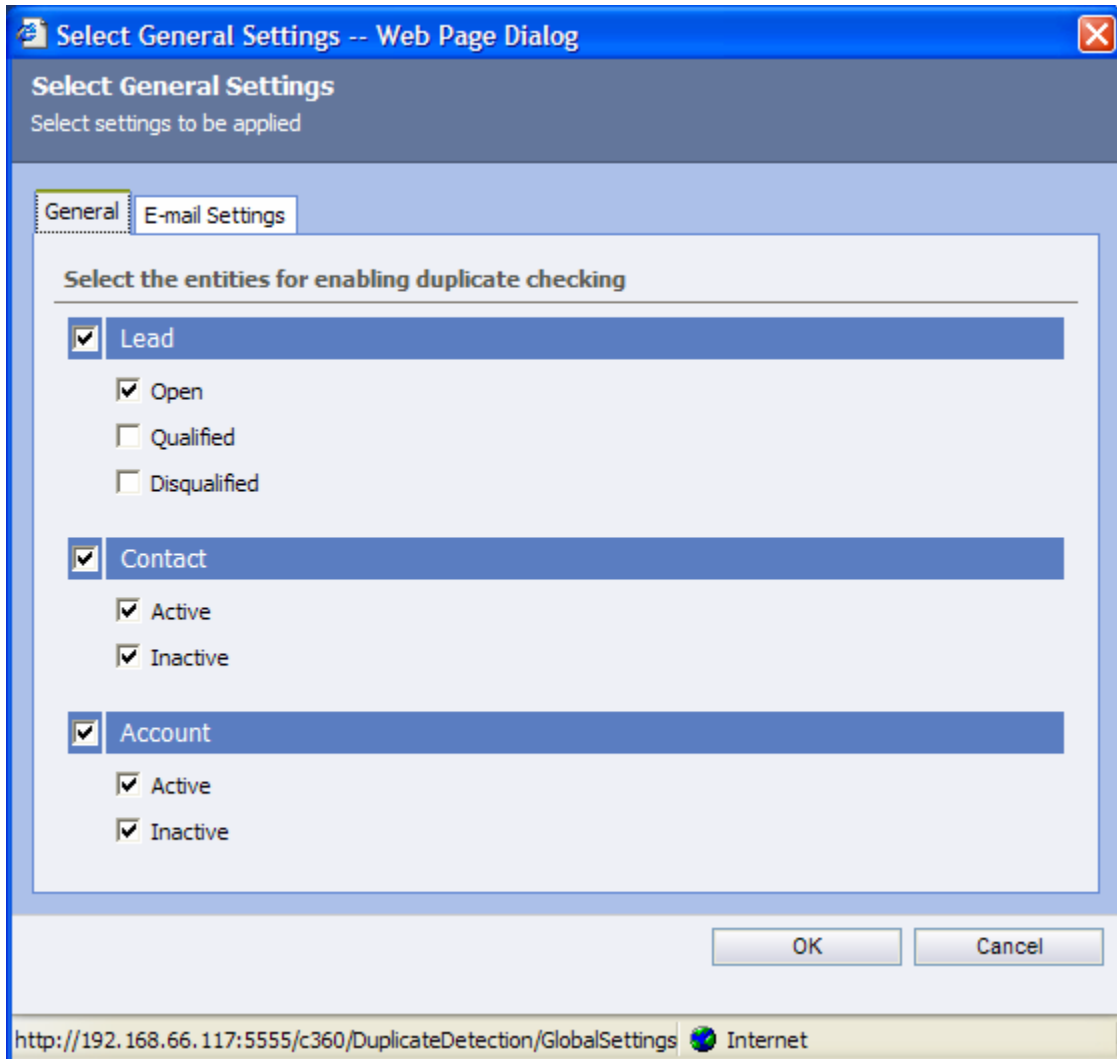 Select General Settings -- Web Page Dialog
Select General Settings
Select settings to be applied
General
E-mail Settings
Select the entities for enabling duplicate checking
Lead
Open
Qualified
Disqualified
Contact
Active
Inactive
Account
Active
Inactive
OK
Cancel
http://192.168.66.117:5555/c360/DuplicateDetection/GlobalSettings
Internet